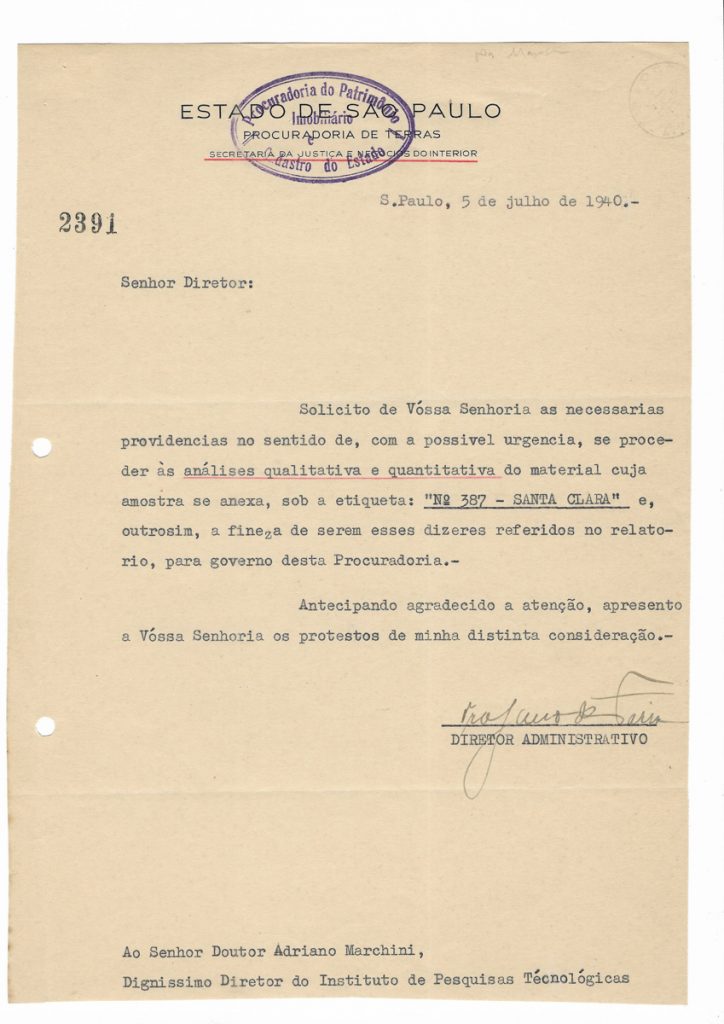 ESTADO DE SÃO PAULO
PROCURADORIA DE TERRAS
SECRETARIA DA JUSTIÇA E NEGOCIOS DO INTERIOR
Procuradoria do Patrimônio
Imobiliário
e
Cadastro do Estado
S.Paulo, 5 de julho de 1940.-
2391
Senhor Diretor:
Solicito de Vóssa Senhoria as necessarias
providencias no sentido de, com a possivel urgencia, se proce-
der às análises qualitativa e quantitativa do material cuja
amostra se anexa, sob a etiqueta: "Nº 387 - SANTA CLARA" e,
outrosim, a fineza de serem esses dizeres referidos no relato-
rio, para governo desta Procuradoria.-
Antecipando agradecido a atenção, apresento
a Vóssa Senhoria os protestos de minha distinta consideração.-
DIRETOR ADMINISTRATIVO
Ao Senhor Doutor Adriano Marchini,
Dignissimo Diretor do Instituto de Pesquisas Técnológicas